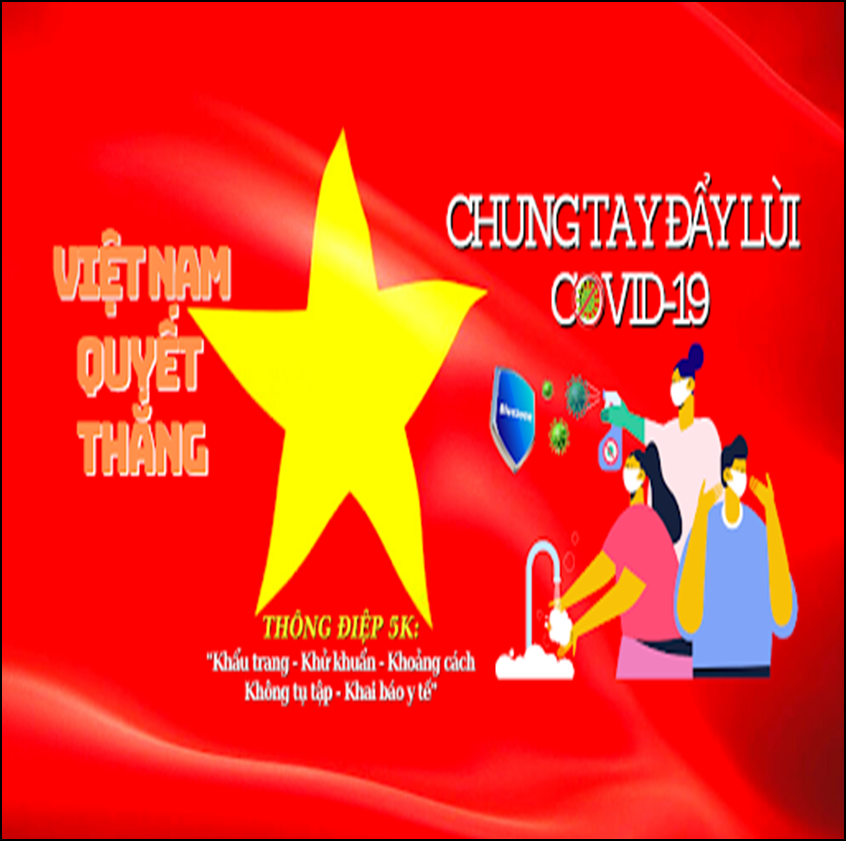 VIỆT NAM
QUYẾT
THẮNG
CHUNG TAY ĐẨY LÙI
COVID-19
Bluezone
THÔNG ĐIỆP 5K:
"Khẩu trang - Khử khuẩn - Khoảng cách
Không tụ tập - Khai báo y tế"